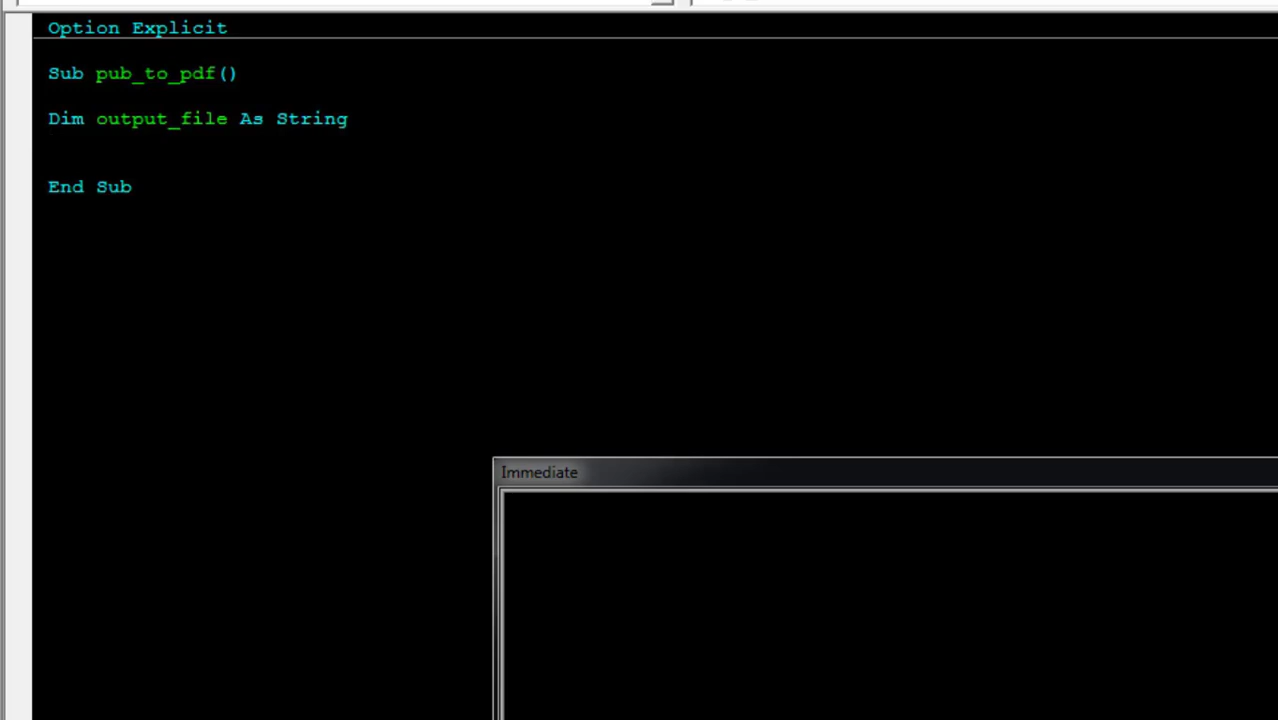 Option Explicit
Sub pub_to_pdf()
Dim output_file As String
End Sub
Immediate